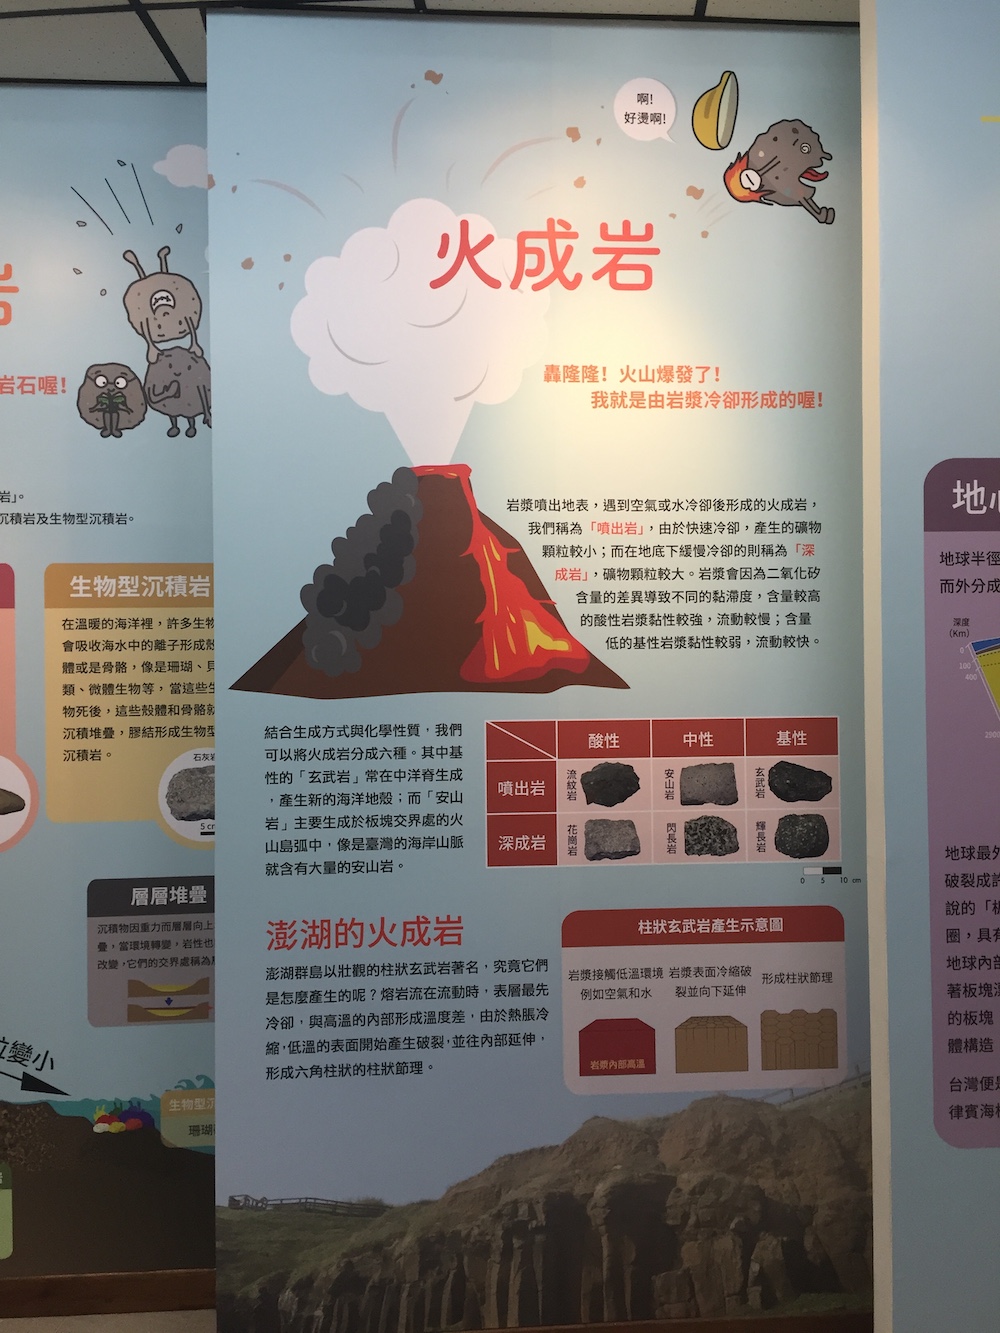 岩石喔！
岩」。
沉積岩及生物型沉積岩。
生物型沉積岩
在溫暖的海洋裡，許多生物
會吸收海水中的離子形成殼
體或是骨骼，像是珊瑚、貝
類、微體生物等，當這些生
物死後，這些殼體和骨骼就
沉積堆疊，膠結形成生物型
沉積岩。
石灰岩
5 cm
層層堆疊
沉積物因重力而層層向上
疊，當環境轉變，岩性也
改變，它們的交界處稱為
變小
生物型沉
珊瑚
啊！
好燙啊！
火成岩
轟隆隆！火山爆發了！
我就是由岩漿冷卻形成的喔！
岩漿噴出地表，遇到空氣或水冷卻後形成的火成岩，
我們稱為「噴出岩」，由於快速冷卻，產生的礦物
顆粒較小；而在地底下緩慢冷卻的則稱為「深
成岩」，礦物顆粒較大。岩漿會因為二氧化矽
含量的差異導致不同的黏滯度，含量較高
的酸性岩漿黏性較強，流動較慢；含量
低的基性岩漿黏性較弱，流動較快。
結合生成方式與化學性質，我們
可以將火成岩分成六種。其中基
性的「玄武岩」常在中洋脊生成
，產生新的海洋地殼；而「安山
岩」主要生成於板塊交界處的火
山島弧中，像是臺灣的海岸山脈
就含有大量的安山岩。
酸性 中性 基性
噴出岩 流紋岩 安山岩 玄武岩
深成岩 花崗岩 閃長岩 輝長岩
0 5 10 cm
澎湖的火成岩
澎湖群島以壯觀的柱狀玄武岩著名，究竟它們
是怎麼產生的呢？熔岩流在流動時，表層最先
冷卻，與高溫的內部形成溫度差，由於熱脹冷
縮，低溫的表面開始產生破裂，並往內部延伸，
形成六角柱狀的柱狀節理。
柱狀玄武岩產生示意圖
岩漿接觸低溫環境
例如空氣和水
岩漿表面冷縮破
裂並向下延伸
形成柱狀節理
岩漿內部高溫
地心
地球半徑
而外分成
深度
(Km)
0
100
400
地球最外
破裂成許
說的「板
圈，具有
地球內部
著板塊
的板塊
體構造
台灣便是
律賓海板